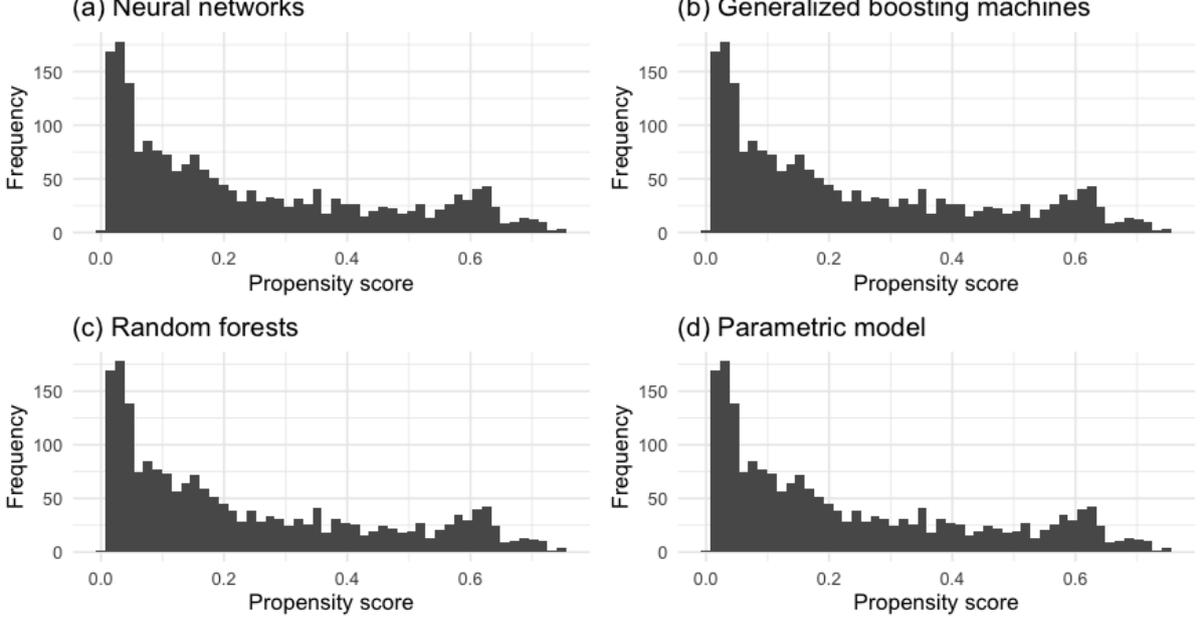 (a) Neural networks
Frequency
150
100
50
0
0.0 0.2 0.4 0.6
Propensity score
(b) Generalized boosting machines
Frequency
150
100
50
0
0.0 0.2 0.4 0.6
Propensity score
(c) Random forests
Frequency
150
100
50
0
0.0 0.2 0.4 0.6
Propensity score
(d) Parametric model
Frequency
150
100
50
0
0.0 0.2 0.4 0.6
Propensity score